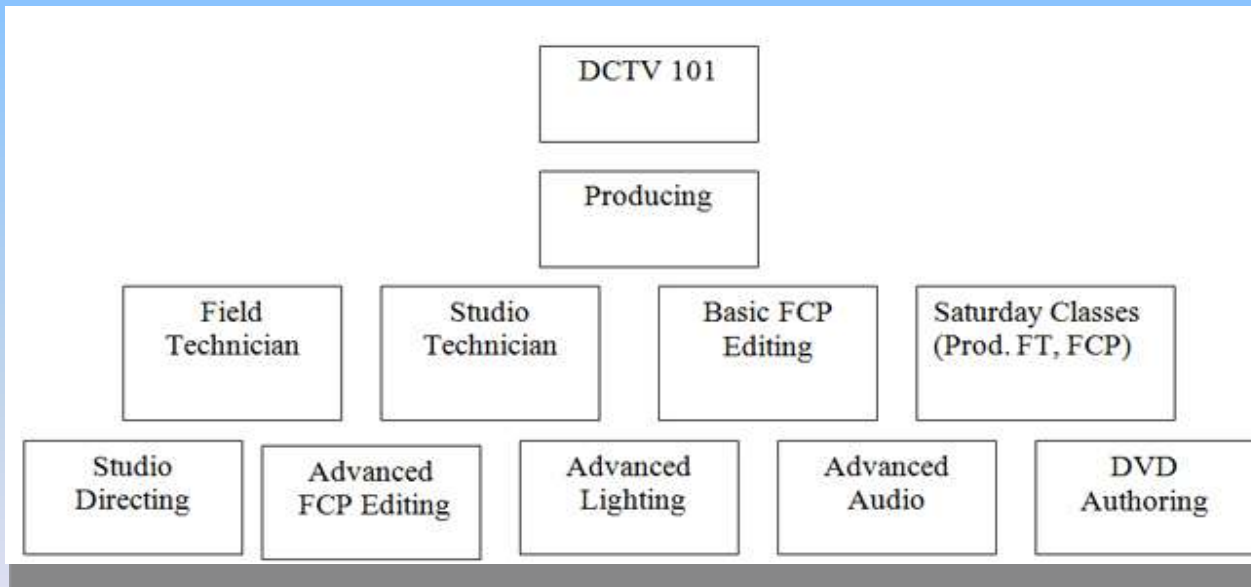 DCTV 101
Producing
Field
Technician
Studio
Technician
Basic FCP
Editing
Saturday Classes
(Prod. FT, FCP)
Studio
Directing
Advanced
FCP Editing
Advanced
Lighting
Advanced
Audio
DVD
Authoring